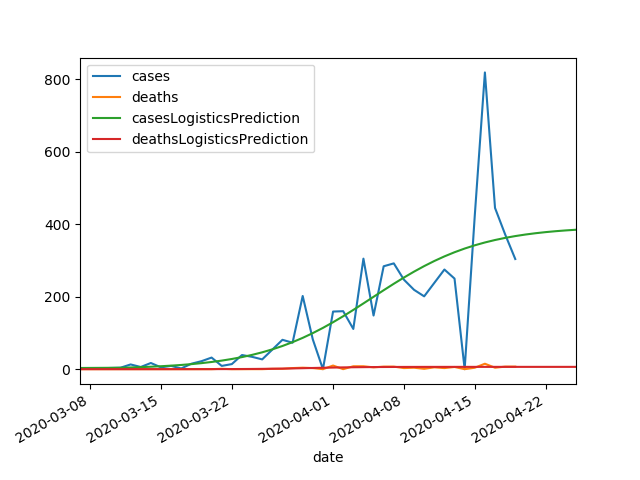 800
600
400
200
0
cases
deaths
casesLogisticsPrediction
deathsLogisticsPrediction
2020-03-08
2020-03-15
2020-03-22
2020-04-01
2020-04-08
2020-04-15
2020-04-22
date